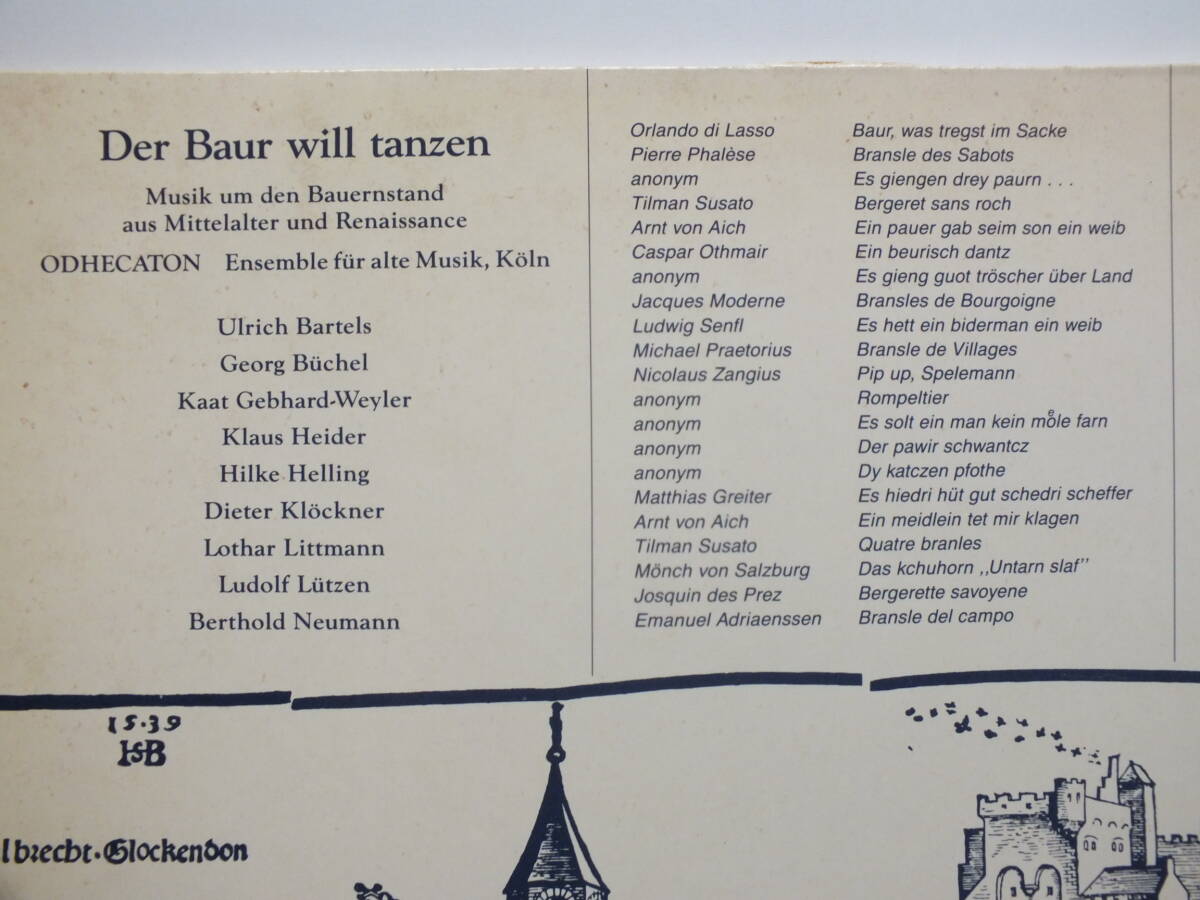 Der Baur will tanzen
Musik um den Bauernstand
aus Mittelalter und Renaissance
ODHECATON Ensemble für alte Musik, Köln
Ulrich Bartels
Georg Büchel
Kaat Gebhard-Weyler
Klaus Heider
Hilke Helling
Dieter Klöckner
Lothar Littmann
Ludolf Lützen
Berthold Neumann
Orlando di Lasso Baur, was tregst im Sacke
Pierre Phalèse Bransle des Sabots
anonym Es giengen drey paurn . . .
Tilman Susato Bergeret sans roch
Arnt von Aich Ein pauer gab seim son ein weib
Caspar Othmair Ein beurisch dantz
anonym Es gieng guot tröscher über Land
Jacques Moderne Bransles de Bourgoigne
Ludwig Senfl Es hett ein biderman ein weib
Michael Praetorius Bransle de Villages
Nicolaus Zangius Pip up, Spelemann
anonym Rompeltier
anonym Es solt ein man kein moͤle farn
anonym Der pawir schwantcz
anonym Dy katczen pfothe
Matthias Greiter Es hiedri hüt gut schedri scheffer
Arnt von Aich Ein meidlein tet mir klagen
Tilman Susato Quatre branles
Mönch von Salzburg Das kchuhorn ,,Untarn slaf"
Josquin des Prez Bergerette savoyene
Emanuel Adriaenssen Bransle del campo
15·39
HSB
lbrecht·Glockendon